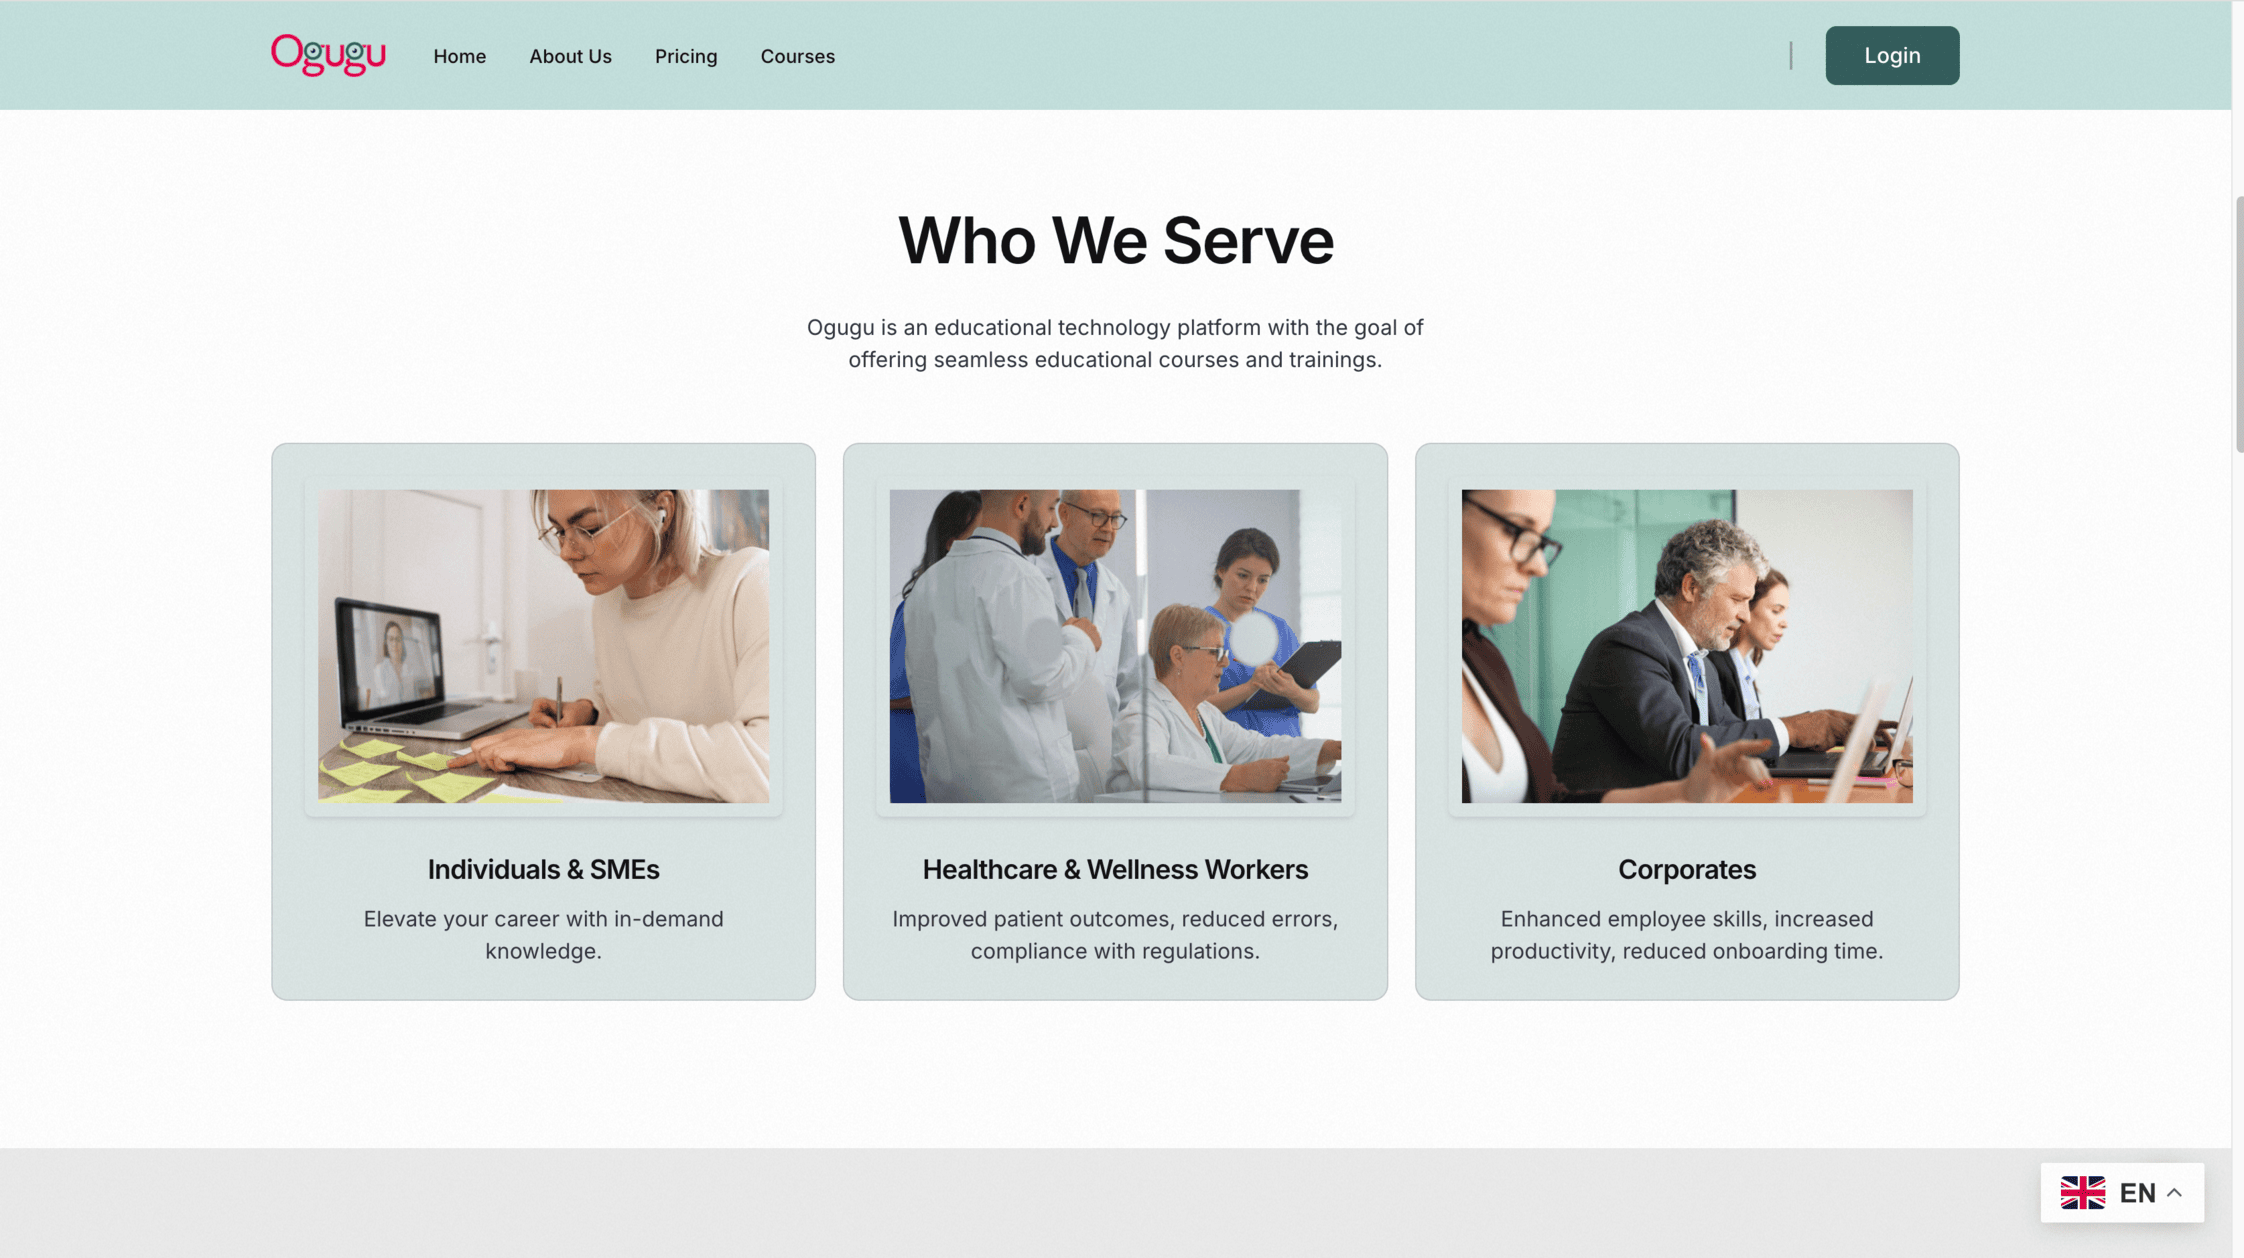 Ogugu Home About Us Pricing Courses Login
Who We Serve
Ogugu is an educational technology platform with the goal of
offering seamless educational courses and trainings.
Individuals & SMEs
Elevate your career with in-demand
knowledge.
Healthcare & Wellness Workers
Improved patient outcomes, reduced errors,
compliance with regulations.
Corporates
Enhanced employee skills, increased
productivity, reduced onboarding time.
EN